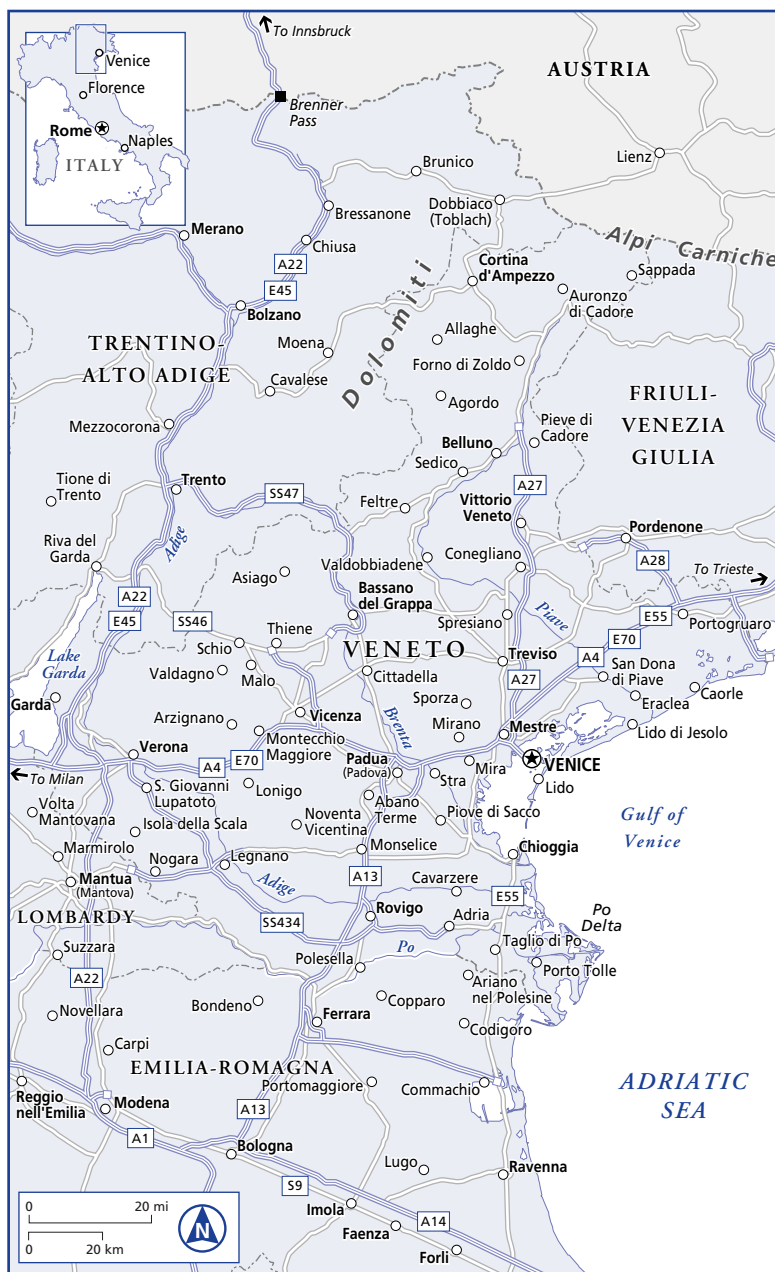 To Innsbruck
Venice
Florence
Rome
Naples
ITALY
AUSTRIA
Brenner
Pass
Brunico
Lienz
Dobbiaco
(Toblach)
Bressanone
Merano
Chiusa
Alpi Carniche
A22
Cortina
d'Ampezzo
Sappada
E45
Auronzo
di Cadore
Bolzano
Dolomiti
TRENTINO-
ALTO ADIGE
Moena
Allaghe
Forno di Zoldo
Cavalese
Agordo
FRIULI-
VENEZIA
GIULIA
Mezzocorona
Pieve di
Cadore
Belluno
Sedico
Tione di
Trento
Trento
SS47
A27
Feltre
Vittorio
Veneto
Adige
Pordenone
Riva del
Garda
Valdobbiadene
Conegliano
A28
To Trieste
Asiago
Bassano
del Grappa
A22
E45
SS46
Spresiano
Piave
E55
Portogruaro
Schio
Thiene
VENETO
E70
Treviso
A4
Lake
Garda
Valdagno
Malo
Cittadella
A27
San Dona
di Piave
Garda
Sporza
Eraclea
Caorle
Arzignano
Vicenza
Brenta
Mirano
Mestre
Lido di Jesolo
Verona
Montecchio
Maggiore
E70
A4
Padua
(Padova)
Stra
Mira
VENICE
Lido
To Milan
S. Giovanni
Lupatoto
Lonigo
Abano
Terme
Volta
Mantovana
Isola della Scala
Noventa
Vicentina
Piove di Sacco
Gulf of
Venice
Marmirolo
Nogara
Legnano
Monselice
Chioggia
Mantua
(Mantova)
Adige
A13
Cavarzere
E55
LOMBARDY
SS434
Rovigo
Adria
Po
Delta
Suzzara
Polesella
Po
Taglio di Po
Porto Tolle
A22
Ariano
nel Polesine
Novellara
Bondeno
Copparo
Ferrara
Codigoro
Carpi
EMILIA-ROMAGNA
Portomaggiore
Commachio
ADRIATIC
SEA
Reggio
nell'Emilia
Modena
A13
A1
Bologna
Lugo
Ravenna
S9
Imola
A14
Faenza
Forli
0 20 mi
0 20 km
N